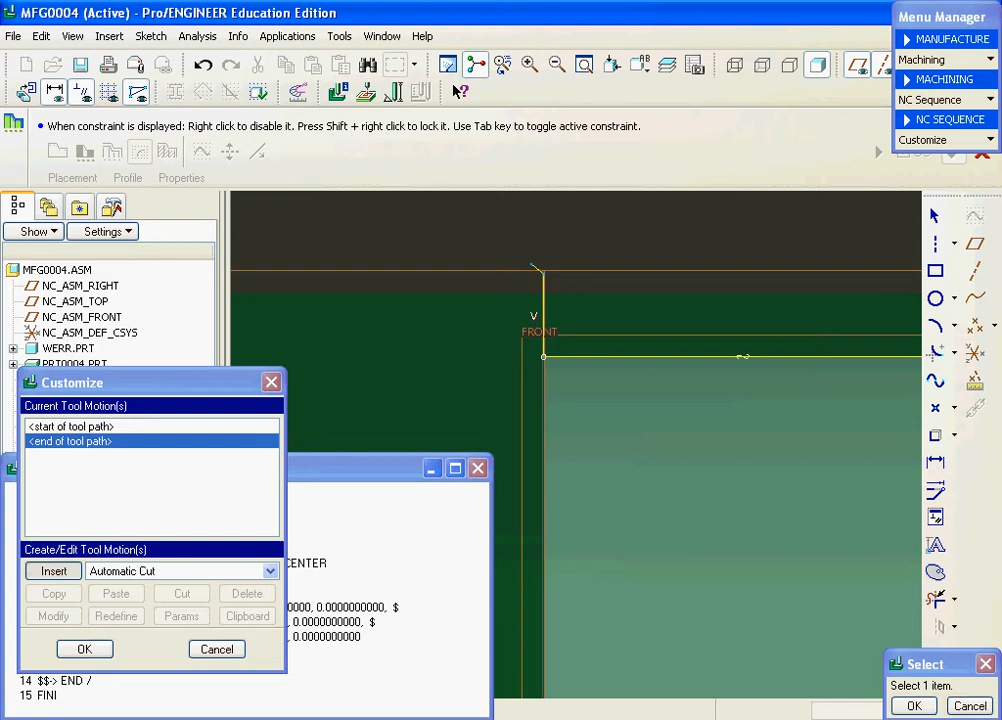 MFG0004 (Active) - Pro/ENGINEER Education Edition
Menu Manager
File Edit View Insert Sketch Analysis Info Applications Tools Window Help
MANUFACTURE
Machining
MACHINING
NC Sequence
NC SEQUENCE
Customize
When constraint is displayed: Right click to disable it. Press Shift + right click to lock it. Use Tab key to toggle active constraint.
Placement Profile Properties
Show Settings
MFG0004.ASM
NC_ASM_RIGHT
NC_ASM_TOP
NC_ASM_FRONT
NC_ASM_DEF_CSYS
WERR.PRT
PRT0004.PRT
V
FRONT
Customize
Current Tool Motion(s)
<start of tool path>
<end of tool path>
Create/Edit Tool Motion(s)
Insert Automatic Cut
Copy Paste Cut Delete
Modify Redefine Params Clipboard
OK Cancel
CENTER
0000, 0.0000000000, $
0.0000000000, $
0.0000000000
14 $$-> END /
15 FINI
Select
Select 1 item.
OK Cancel